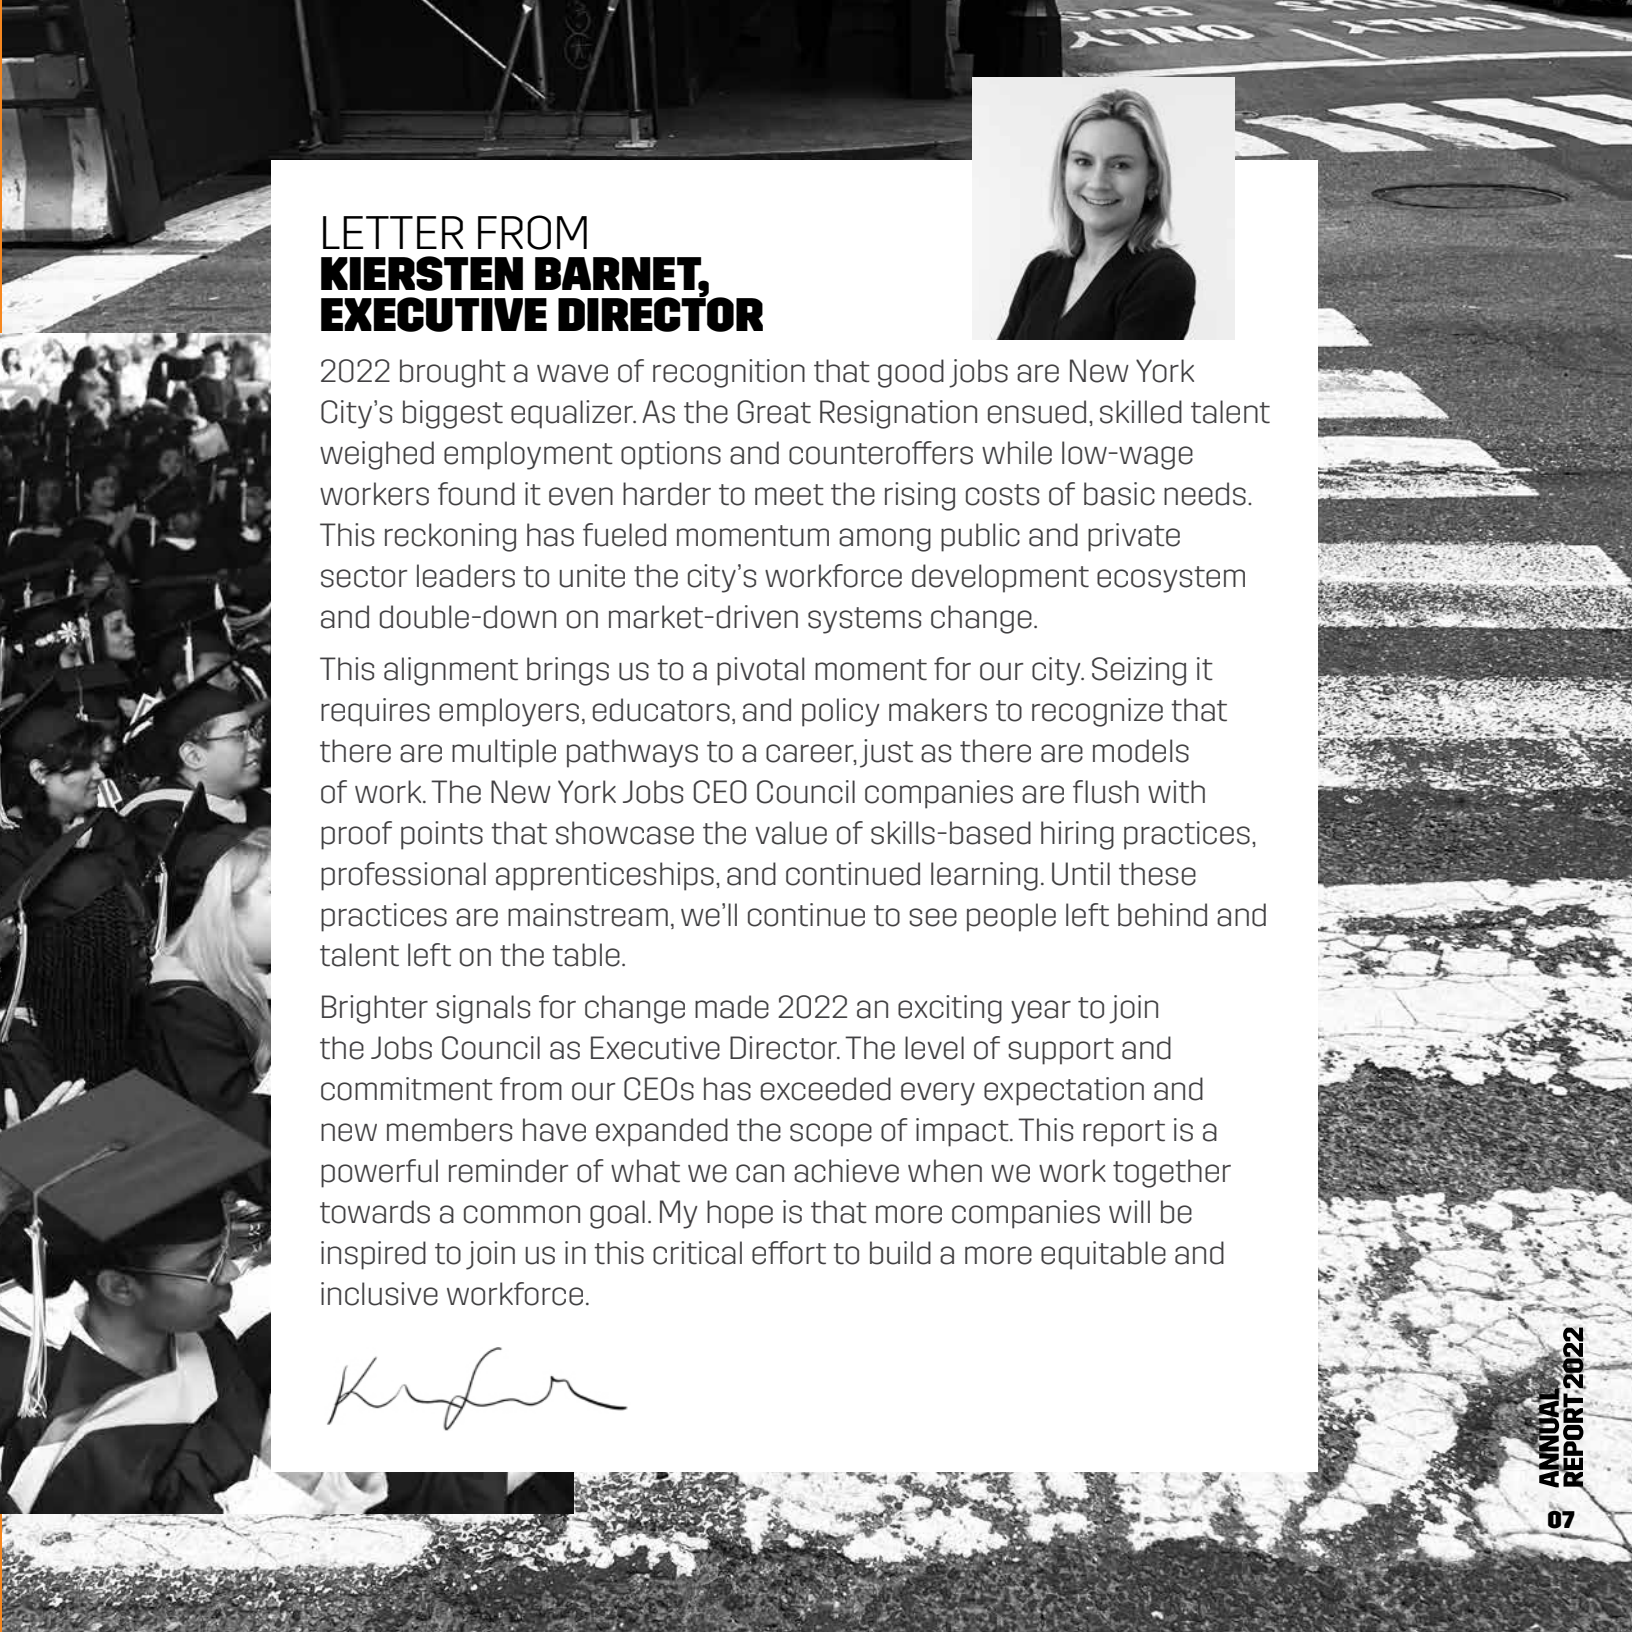 BUS
ONLY
BUS
ONLY
LETTER FROM
KIERSTEN BARNET,
EXECUTIVE DIRECTOR
2022 brought a wave of recognition that good jobs are New York
City’s biggest equalizer. As the Great Resignation ensued, skilled talent
weighed employment options and counteroffers while low-wage
workers found it even harder to meet the rising costs of basic needs.
This reckoning has fueled momentum among public and private
sector leaders to unite the city’s workforce development ecosystem
and double-down on market-driven systems change.
This alignment brings us to a pivotal moment for our city. Seizing it
requires employers, educators, and policy makers to recognize that
there are multiple pathways to a career, just as there are models
of work. The New York Jobs CEO Council companies are flush with
proof points that showcase the value of skills-based hiring practices,
professional apprenticeships, and continued learning. Until these
practices are mainstream, we’ll continue to see people left behind and
talent left on the table.
Brighter signals for change made 2022 an exciting year to join
the Jobs Council as Executive Director. The level of support and
commitment from our CEOs has exceeded every expectation and
new members have expanded the scope of impact. This report is a
powerful reminder of what we can achieve when we work together
towards a common goal. My hope is that more companies will be
inspired to join us in this critical effort to build a more equitable and
inclusive workforce.
ANNUAL
REPORT 2022
07